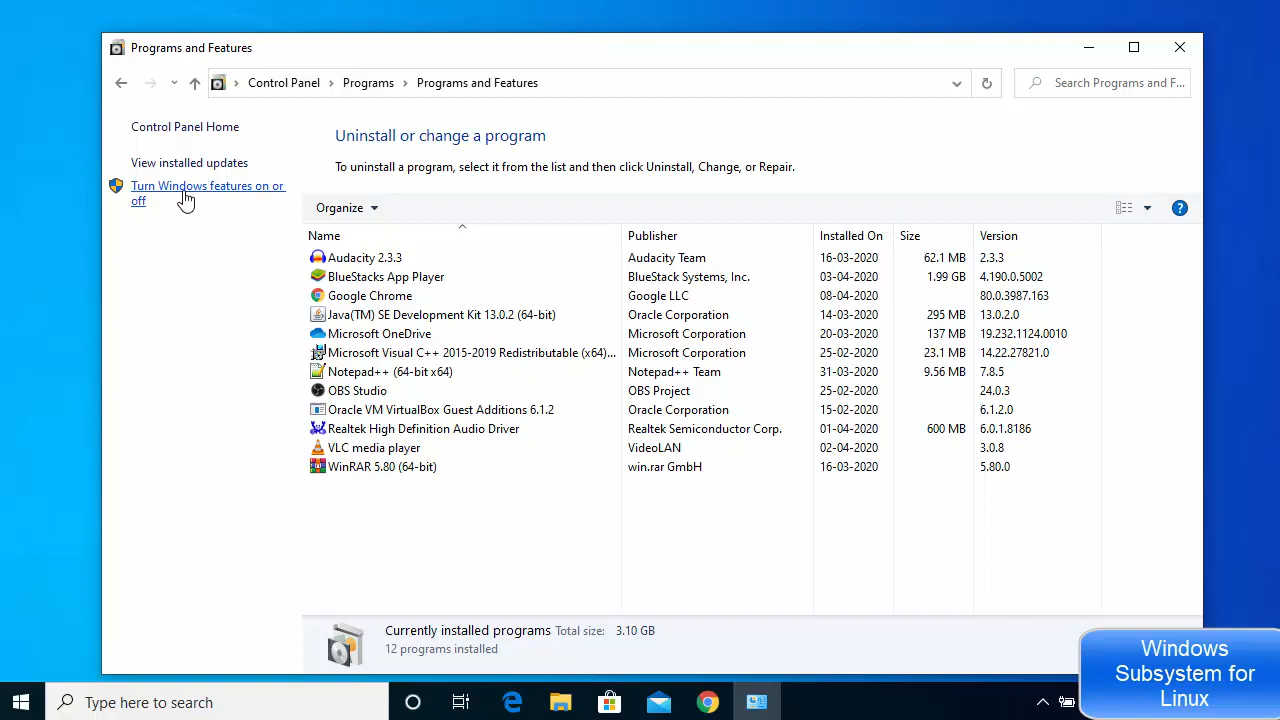 Programs and Features
Control Panel Programs Programs and Features
Search Programs and F...
Control Panel Home
View installed updates
Turn Windows features on or
off
Uninstall or change a program
To uninstall a program, select it from the list and then click Uninstall, Change, or Repair.
Organize
Name Publisher Installed On Size Version
Audacity 2.3.3 Audacity Team 16-03-2020 62.1 MB 2.3.3
BlueStacks App Player BlueStack Systems, Inc. 03-04-2020 1.99 GB 4.190.0.5002
Google Chrome Google LLC 08-04-2020 80.0.3987.163
Java(TM) SE Development Kit 13.0.2 (64-bit) Oracle Corporation 14-03-2020 295 MB 13.0.2.0
Microsoft OneDrive Microsoft Corporation 20-03-2020 137 MB 19.232.1124.0010
Microsoft Visual C++ 2015-2019 Redistributable (x64)... Microsoft Corporation 25-02-2020 23.1 MB 14.22.27821.0
Notepad++ (64-bit x64) Notepad++ Team 31-03-2020 9.56 MB 7.8.5
OBS Studio OBS Project 25-02-2020 24.0.3
Oracle VM VirtualBox Guest Additions 6.1.2 Oracle Corporation 15-02-2020 6.1.2.0
Realtek High Definition Audio Driver Realtek Semiconductor Corp. 01-04-2020 600 MB 6.0.1.8186
VLC media player VideoLAN 02-04-2020 3.0.8
WinRAR 5.80 (64-bit) win.rar GmbH 16-03-2020 5.80.0
Currently installed programs Total size: 3.10 GB
12 programs installed
Windows
Subsystem for
Linux
Type here to search